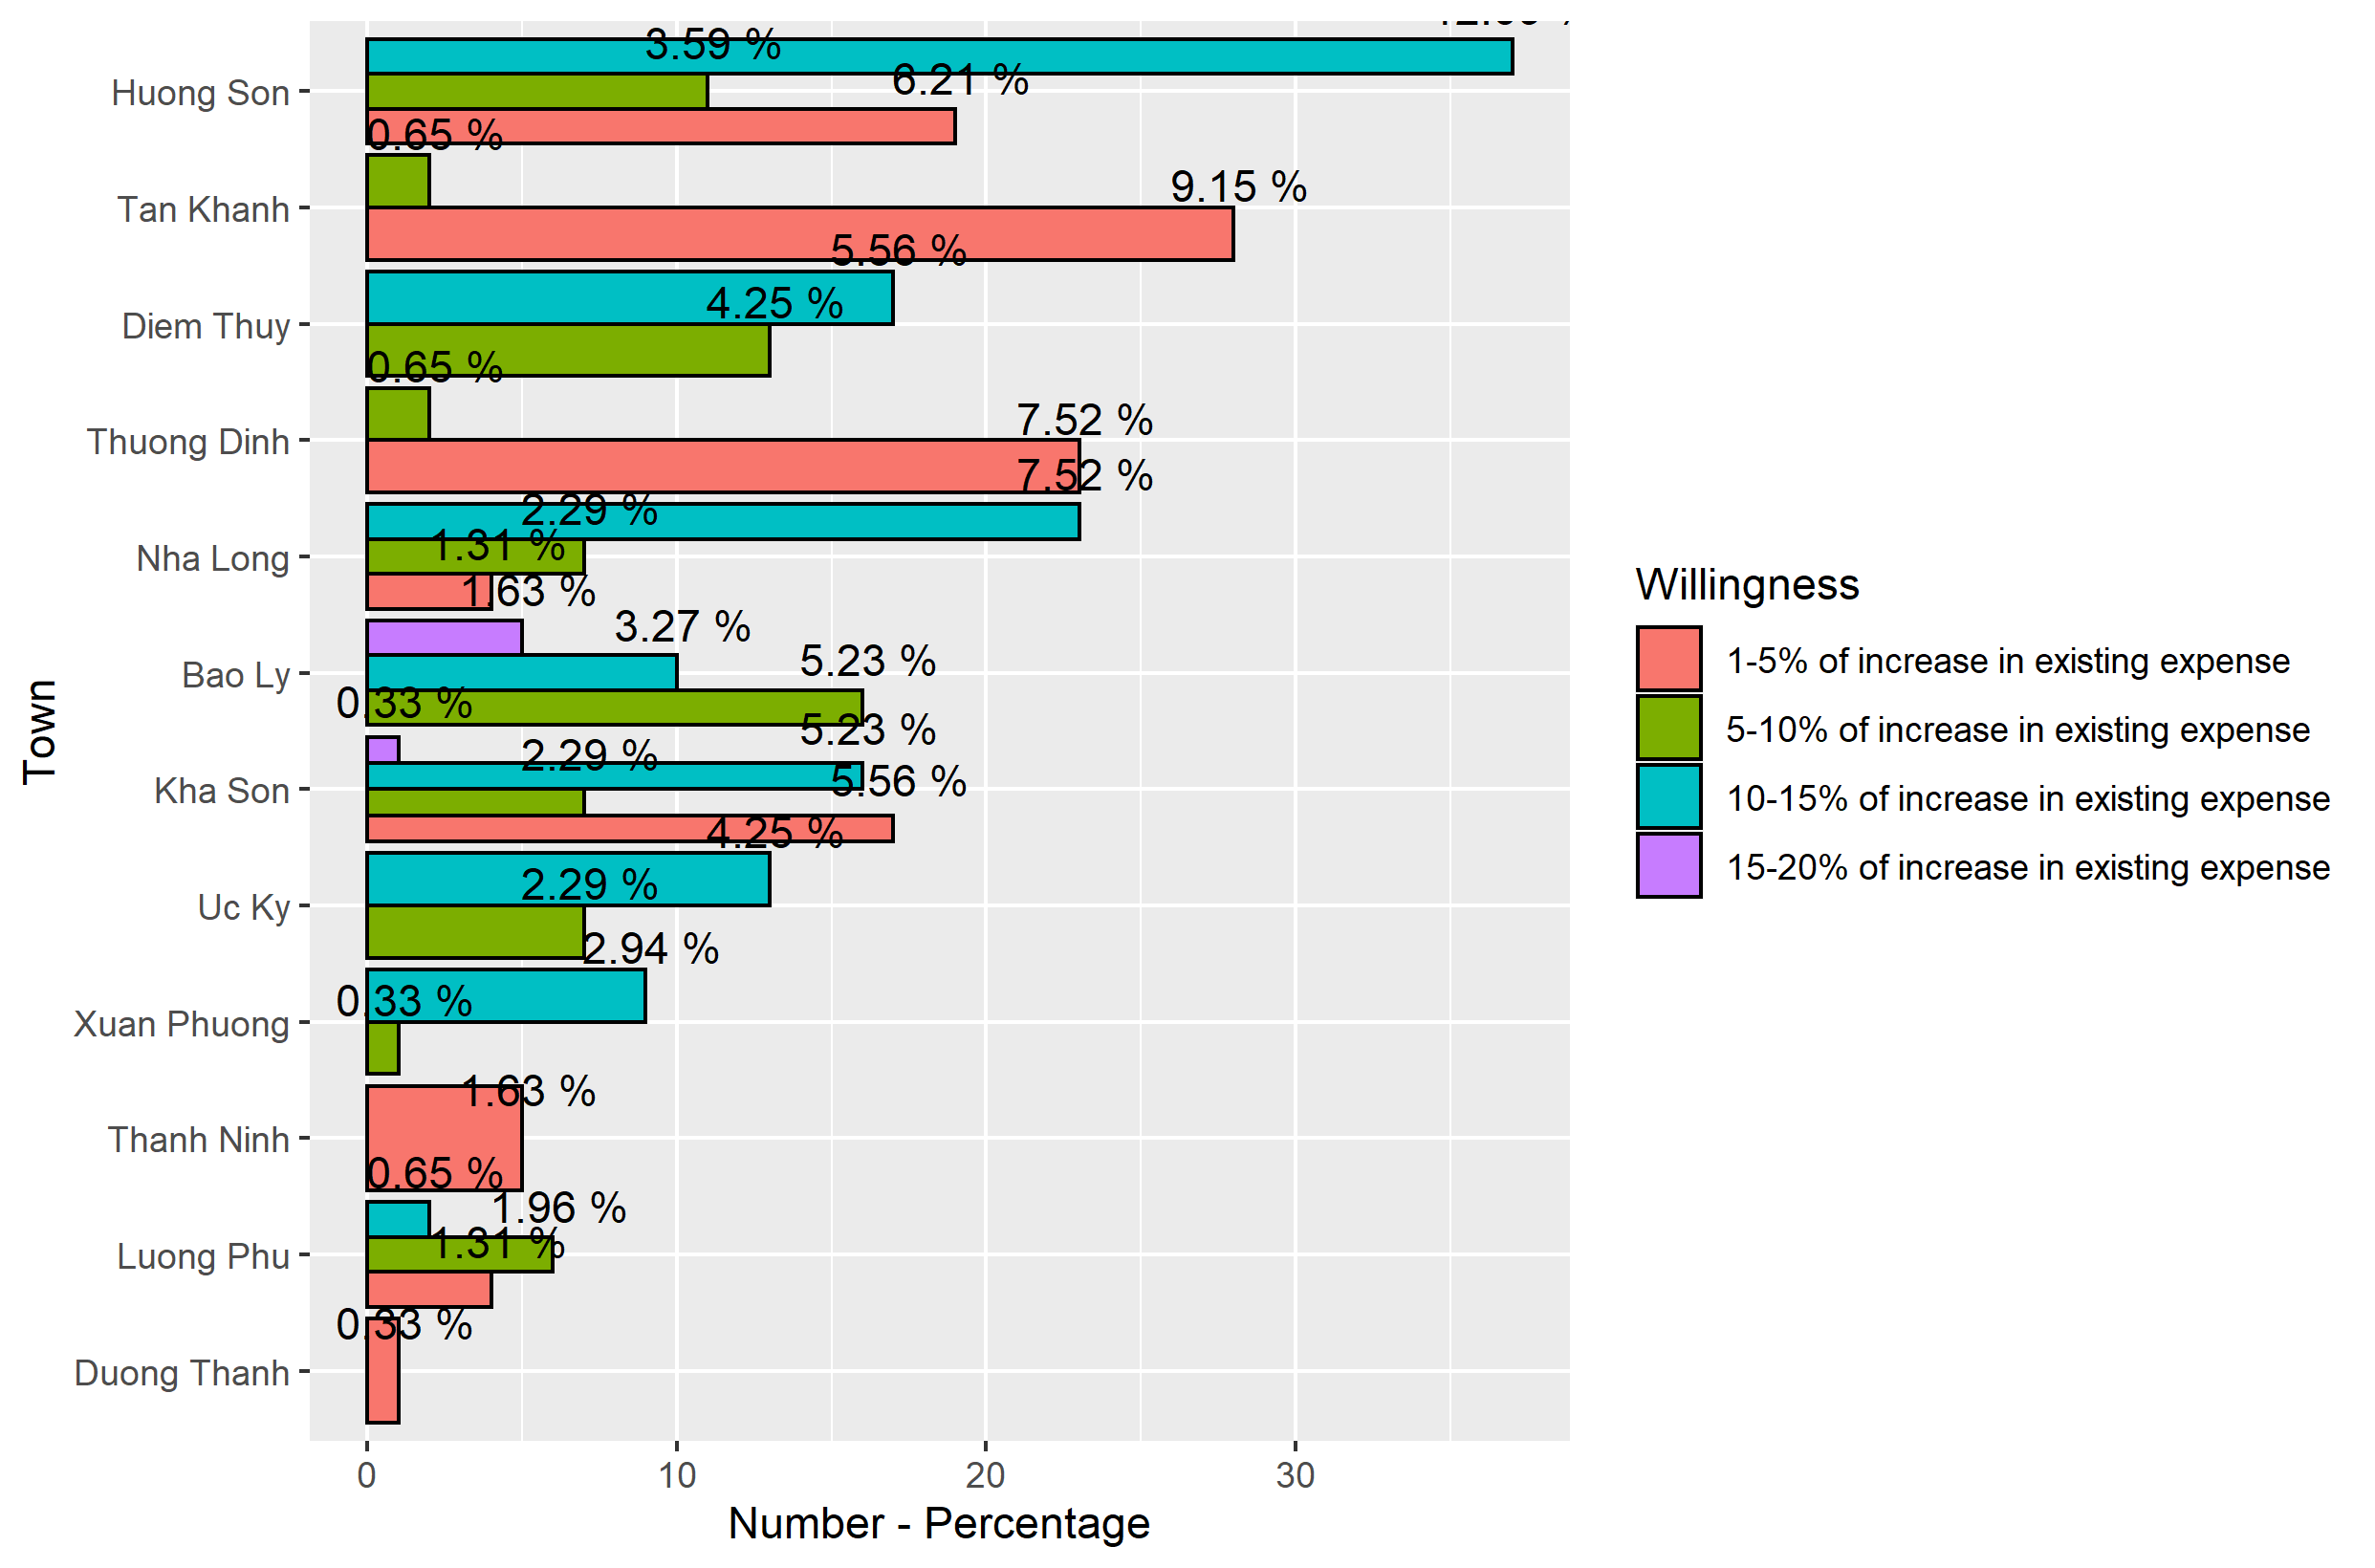 3.59 %
6.21 %
Huong Son
0.65 %
9.15 %
Tan Khanh
5.56 %
4.25 %
Diem Thuy
0.65 %
7.52 %
Thuong Dinh
7.52 %
2.29 %
1.31 %
Nha Long
1.63 %
3.27 %
5.23 %
Bao Ly
0.33 %
5.23 %
2.29 %
5.56 %
Kha Son
4.25 %
2.29 %
Uc Ky
2.94 %
0.33 %
Xuan Phuong
1.63 %
Thanh Ninh
0.65 %
1.96 %
1.31 %
Luong Phu
0.33 %
Duong Thanh
Town
0 10 20 30
Number - Percentage
Willingness
1-5% of increase in existing expense
5-10% of increase in existing expense
10-15% of increase in existing expense
15-20% of increase in existing expense